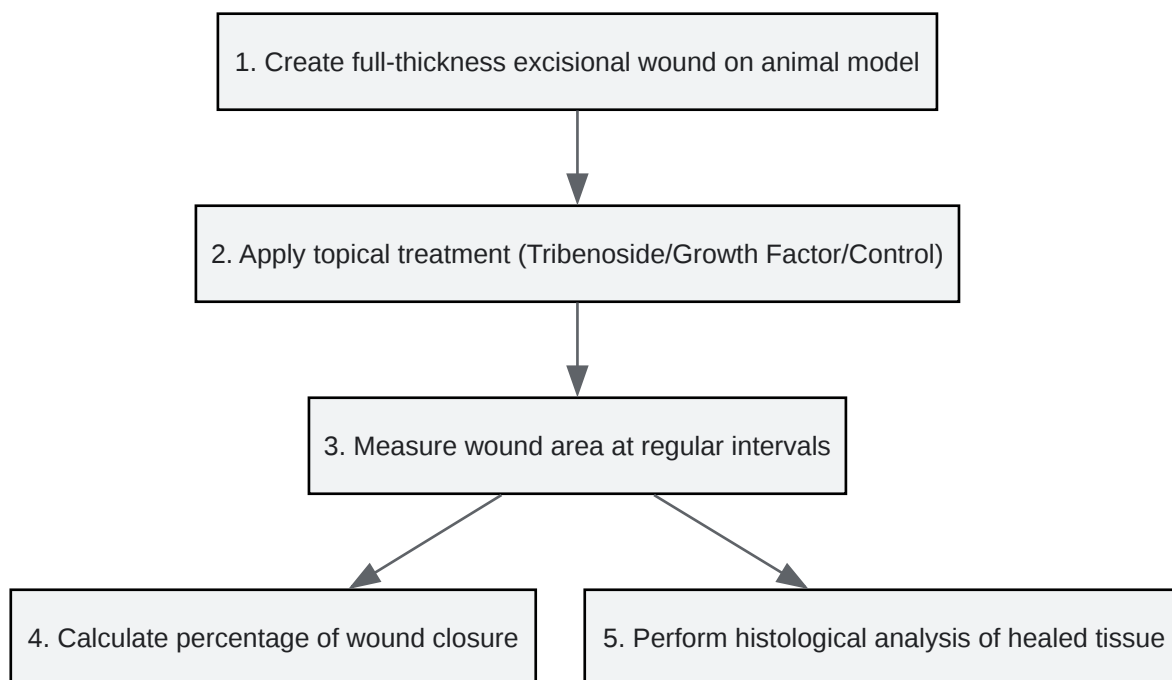 1. Create full-thickness excisional wound on animal model
2. Apply topical treatment (Tribenoside/Growth Factor/Control)
3. Measure wound area at regular intervals
4. Calculate percentage of wound closure
5. Perform histological analysis of healed tissue